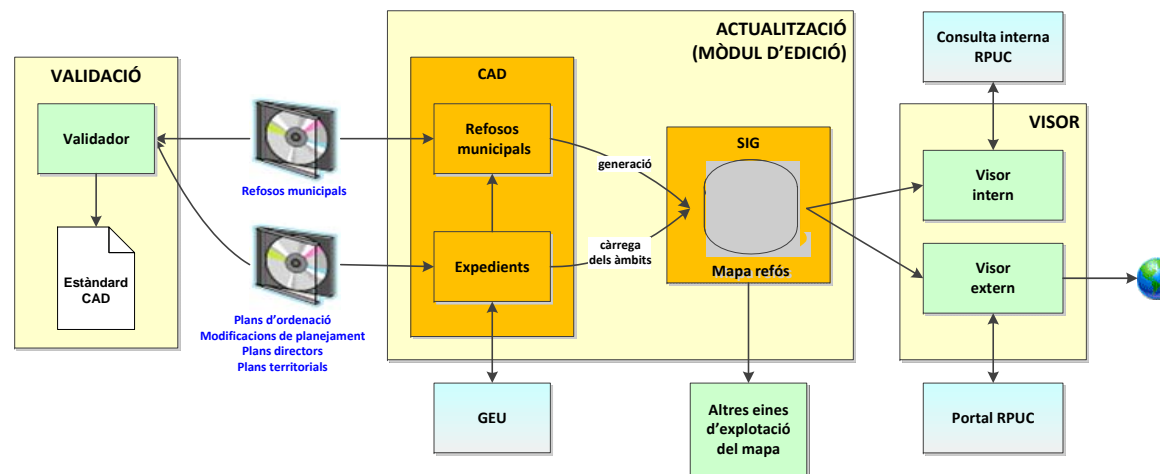 VALIDACIÓ
Validador
Estàndard
CAD
Refosos municipals
Plans d'ordenació
Modificacions de planejament
Plans directors
Plans territorials
ACTUALITZACIÓ
(MÒDUL D'EDICIÓ)
CAD
Refosos
municipals
Expedients
generació
càrrega
dels àmbits
SIG
Mapa refós
GEU
Altres eines
d'explotació
del mapa
Consulta interna
RPUC
VISOR
Visor
intern
Visor
extern
Portal RPUC